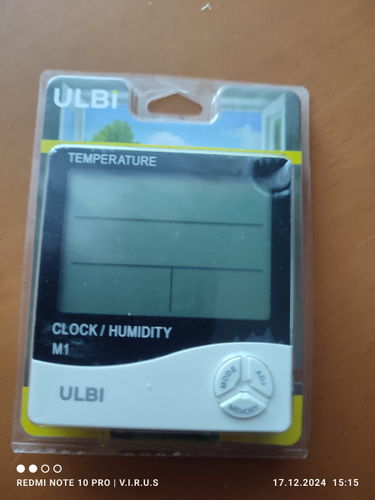 ULBI
TEMPERATURE
CLOCK / HUMIDITY
M1
ULBI
MODE
ADJ
MEMORY
REDMI NOTE 10 PRO | V.I.R.U.S
17.12.2024 15:15